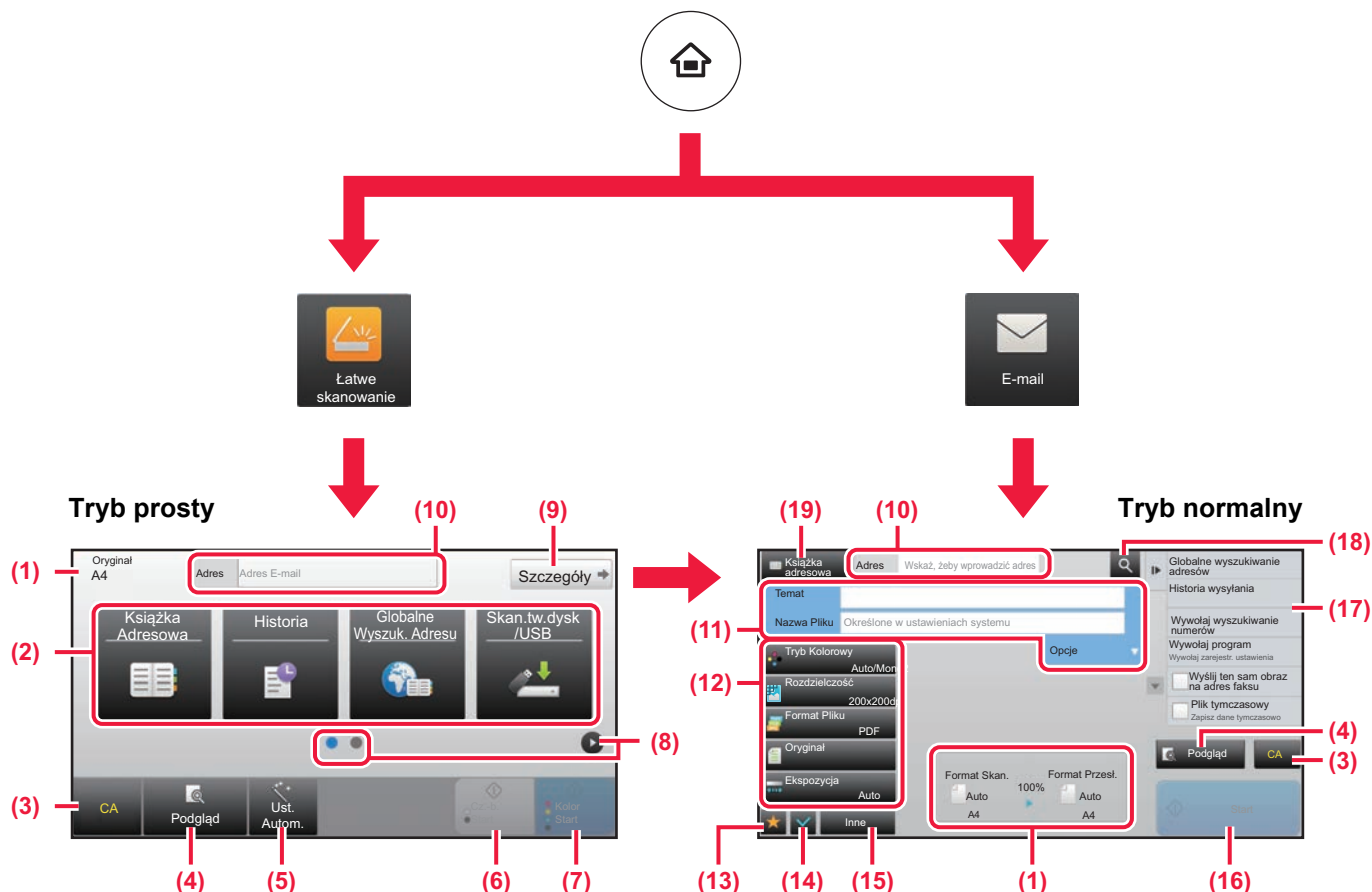 Łatwe
skanowanie
E-mail
Tryb prosty
(10)
(9)
(1)
Oryginał
A4
Adres
Adres E-mail
Szczegóły
(2)
Książka
Adresowa
Historia
Globalne
Wyszuk. Adresu
Skan.tw.dysk
/USB
(8)
(3)
CA
Podgląd
Ust.
Autom.
Start
Kolor
Start
(4)
(5)
(6)
(7)
Tryb normalny
(19)
(10)
(18)
Książka
adresowa
Adres
Wskaż, żeby wprowadzić adres
Temat
Nazwa Pliku
Określone w ustawieniach systemu
Opcje
(11)
(12)
Tryb Kolorowy
Auto/Mon
Rozdzielczość
200x200d
Format Pliku
PDF
Oryginał
Ekspozycja
Auto
Inne
Format Skan.
Auto
A4
100%
Format Przesł.
Auto
A4
Globalne wyszukiwanie
adresów
Historia wysyłania
(17)
Wywołaj wyszukiwanie
numerów
Wywołaj program
Wywołaj zarejestr. ustawienia
Wyślij ten sam obraz
na adres faksu
Plik tymczasowy
Zapisz dane tymczasowo
(4)
Podgląd
CA
(3)
Start
(13)
(14)
(15)
(1)
(16)